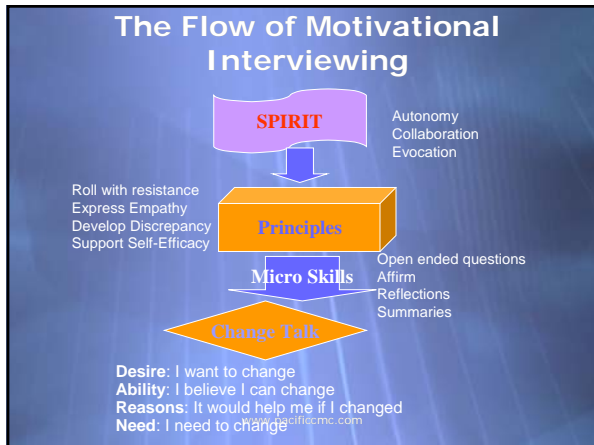 The Flow of Motivational
Interviewing
SPIRIT
Autonomy
Collaboration
Evocation
Roll with resistance
Express Empathy
Develop Discrepancy
Support Self-Efficacy
Principles
Micro Skills
Open ended questions
Affirm
Reflections
Summaries
Change Talk
Desire: I want to change
Ability: I believe I can change
Reasons: It would help me if I changed
Need: I need to change
www.pacificcmc.com